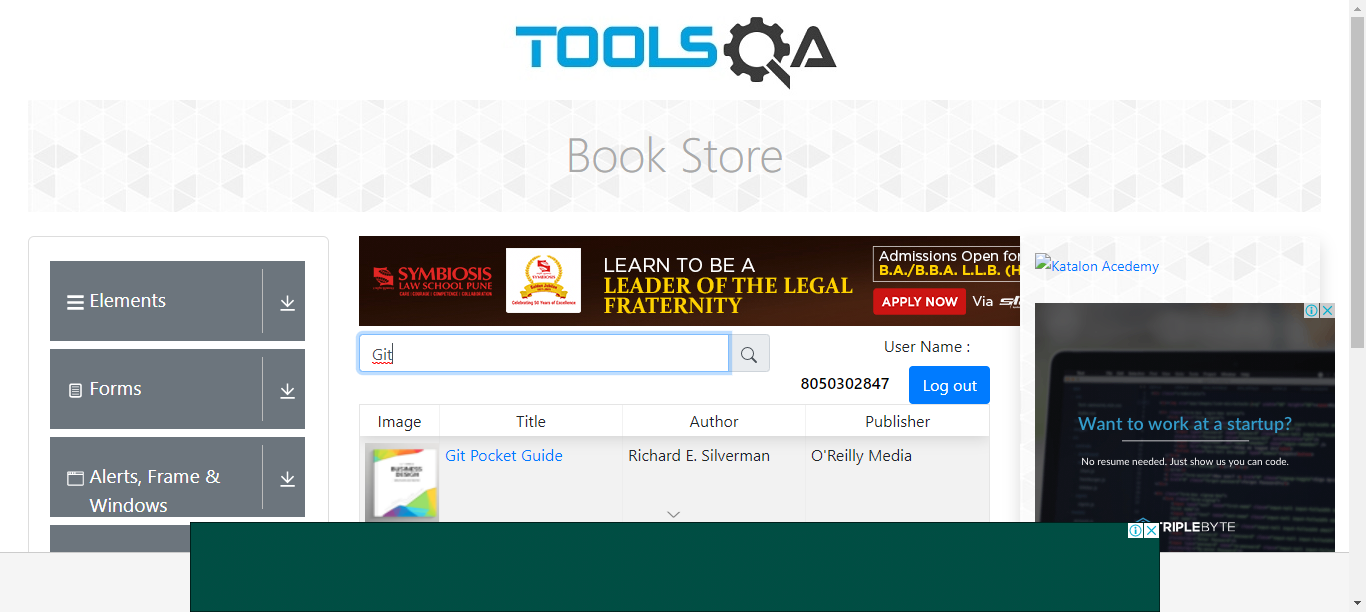 TOOLSQA
Book Store
Elements
Forms
Alerts, Frame &
Windows
SYMBIOSIS
LAW SCHOOL PUNE
LEARN TO BE A
LEADER OF THE LEGAL
FRATERNITY
Admissions Open for
B.A./B.B.A. L.L.B. (H
APPLY NOW Via
Git
User Name :
8050302847 Log out
Image Title Author Publisher
Git Pocket Guide Richard E. Silverman O'Reilly Media
Katalon Acedemy
Want to work at a startup?
No resume needed. Just show us you can code.
TRIPLEBYTE